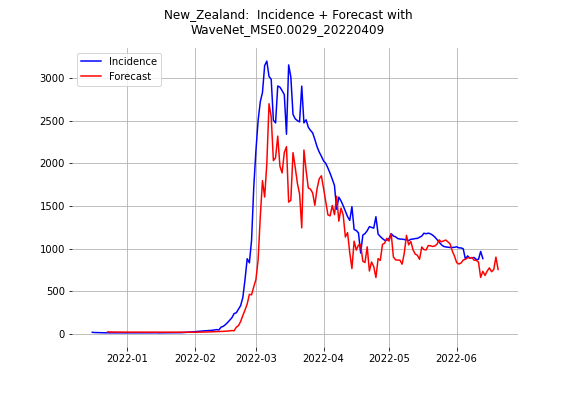 New_Zealand:  Incidence + Forecast with
WaveNet_MSE0.0029_20220409
Incidence
Forecast
3000
2500
2000
1500
1000
500
0
2022-01 2022-02 2022-03 2022-04 2022-05 2022-06